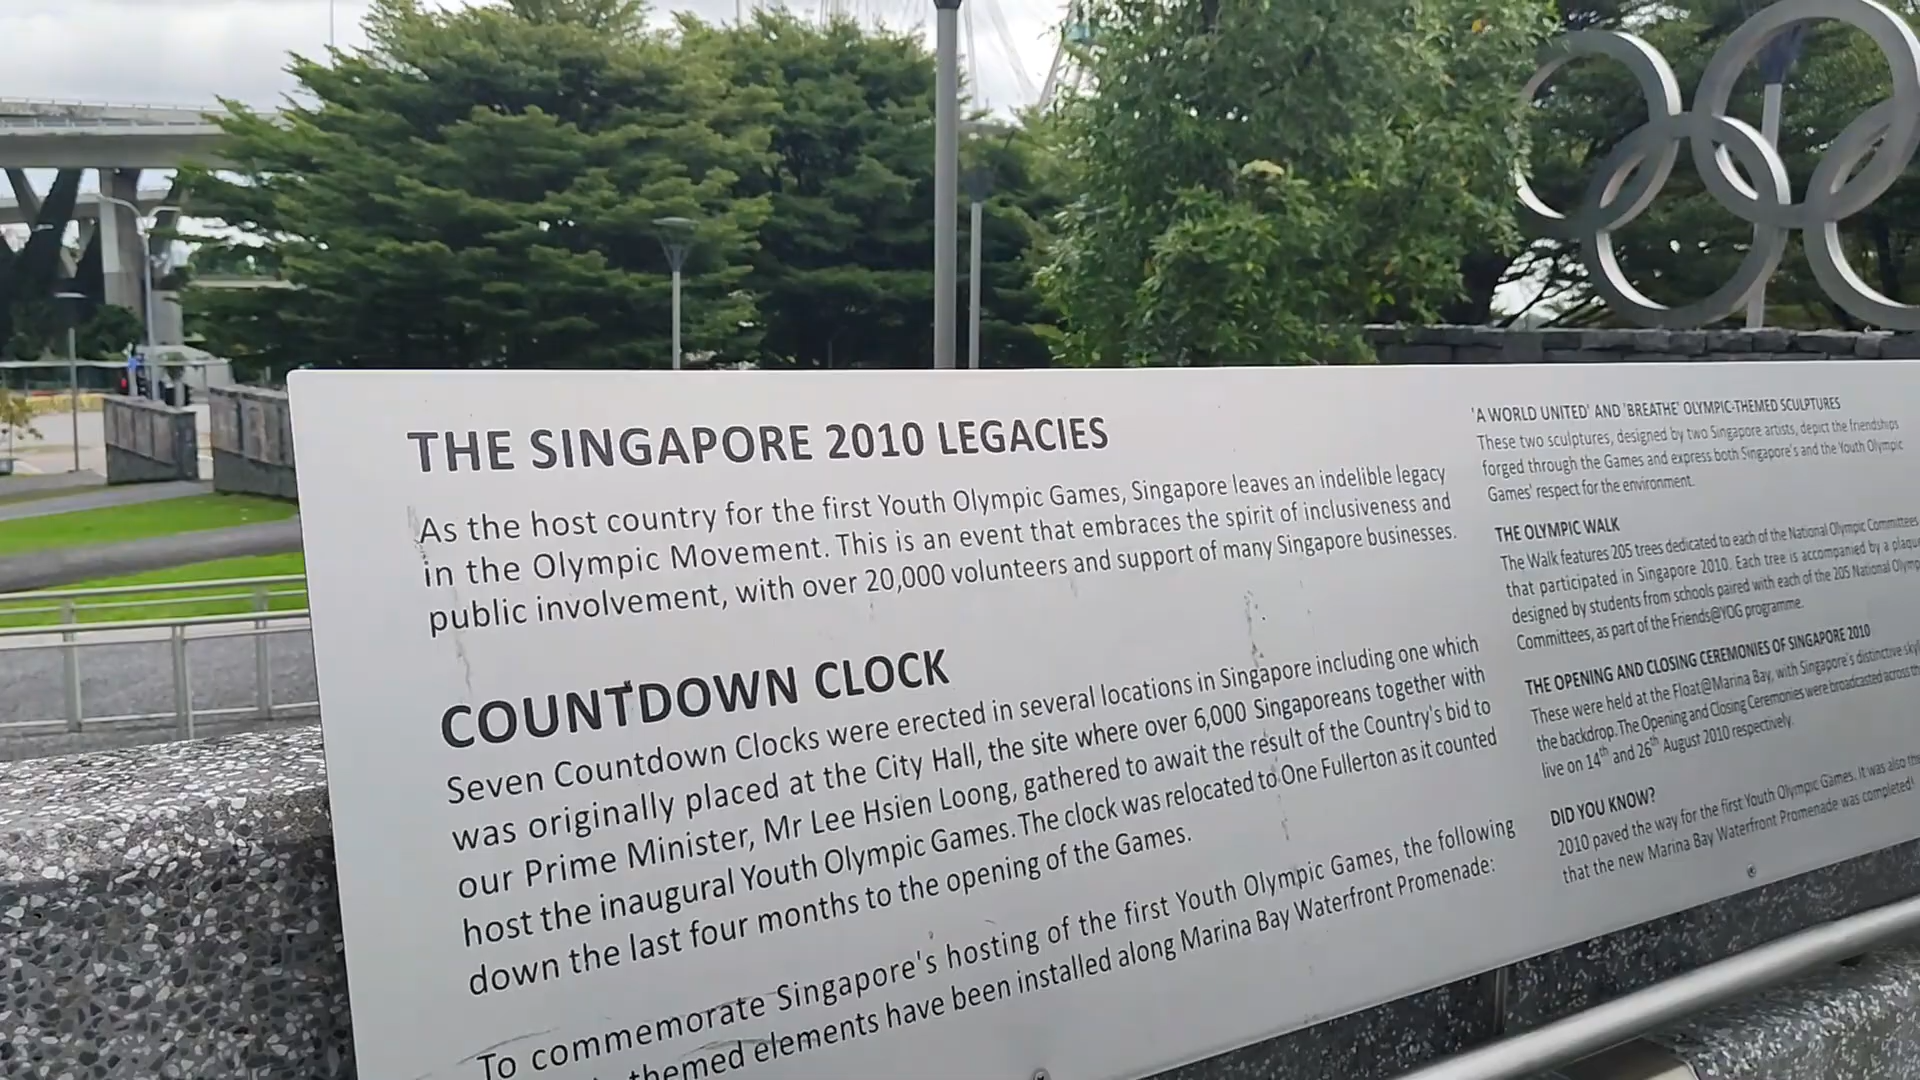 THE SINGAPORE 2010 LEGACIES
As the host country for the first Youth Olympic Games, Singapore leaves an indelible legacy
in the Olympic Movement. This is an event that embraces the spirit of inclusiveness and
public involvement, with over 20,000 volunteers and support of many Singapore businesses.
COUNTDOWN CLOCK
Seven Countdown Clocks were erected in several locations in Singapore including one which
was originally placed at the City Hall, the site where over 6,000 Singaporeans together with
our Prime Minister, Mr Lee Hsien Loong, gathered to await the result of the Country's bid to
host the inaugural Youth Olympic Games. The clock was relocated to One Fullerton as it counted
down the last four months to the opening of the Games.
To commemorate Singapore's hosting of the first Youth Olympic Games, the following
themed elements have been installed along Marina Bay Waterfront Promenade:
'A WORLD UNITED' AND 'BREATHE' OLYMPIC-THEMED SCULPTURES
These two sculptures, designed by two Singapore artists, depict the friendships
forged through the Games and express both Singapore's and the Youth Olympic
Games' respect for the environment.
THE OLYMPIC WALK
The Walk features 205 trees dedicated to each of the National Olympic Committees
that participated in Singapore 2010. Each tree is accompanied by a plaque
designed by students from schools paired with each of the 205 National
Committees, as part of the Friends@YOG programme.
THE OPENING AND CLOSING CEREMONIES OF SINGAPORE 2010
These were held at the Float@Marina Bay, with Singapore's distinctive
the backdrop. The Opening and Closing Ceremonies were broadcasted across
live on 14th and 26th August 2010 respectively.
DID YOU KNOW?
2010 paved the way for the first Youth Olympic Games. It was also
that the new Marina Bay Waterfront Promenade was completed!